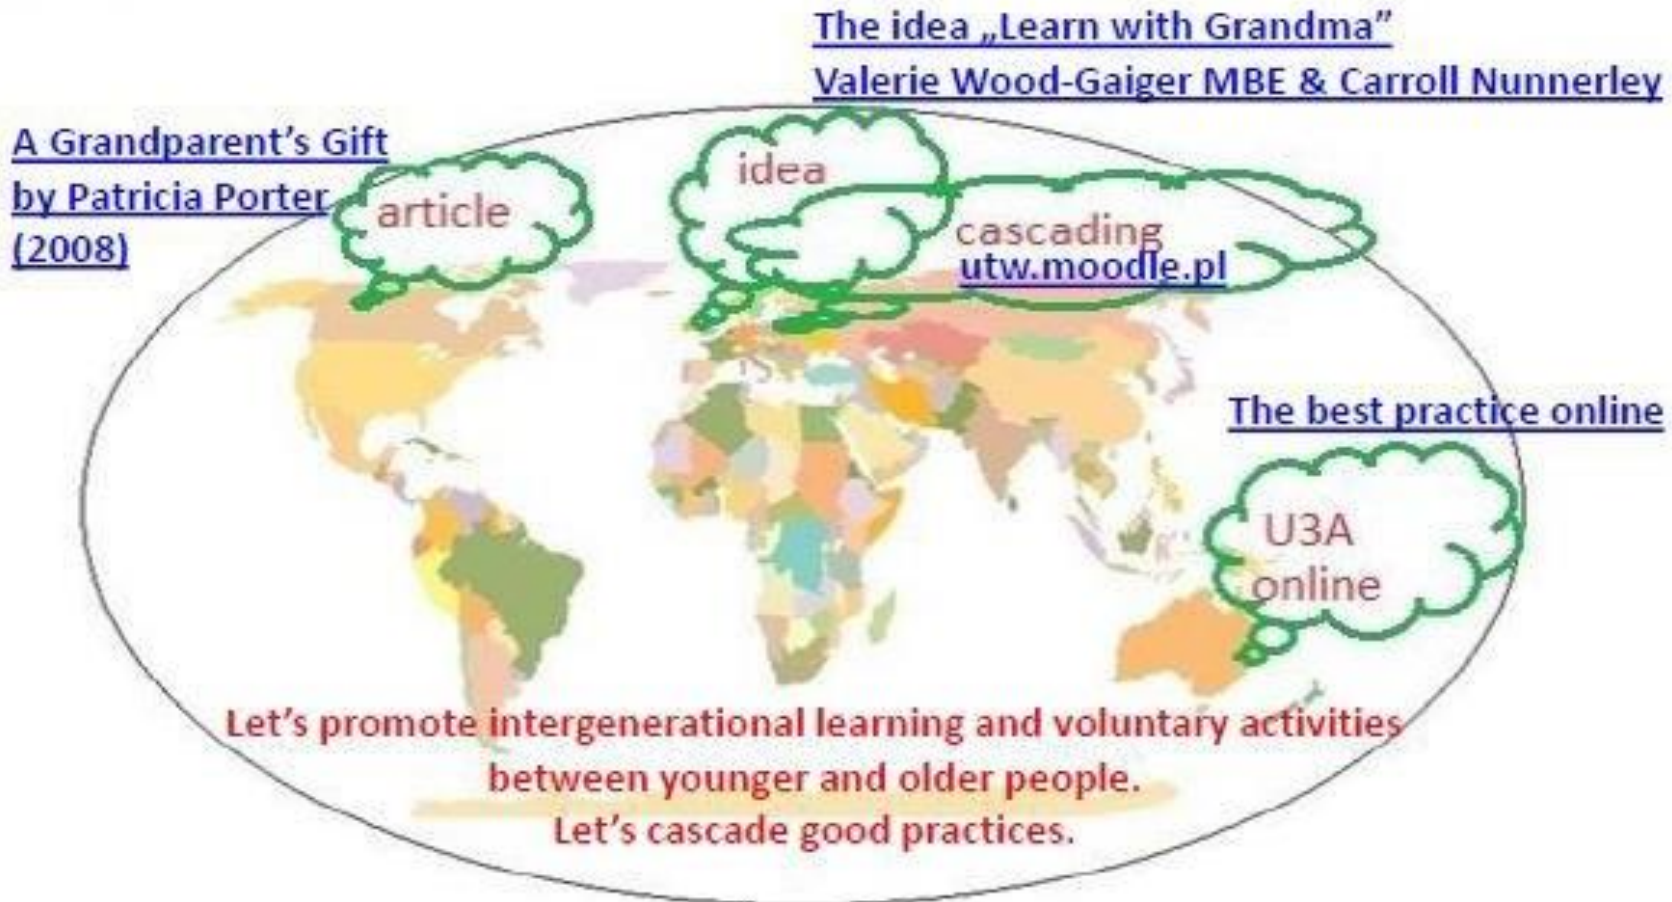 The idea „Learn with Grandma”
Valerie Wood-Gaiger MBE & Carroll Nunnerley
A Grandparent’s Gift
by Patricia Porter
(2008)
article
idea
cascading
utw.moodle.pl
The best practice online
U3A
online
Let’s promote intergenerational learning and voluntary activities
between younger and older people.
Let’s cascade good practices.